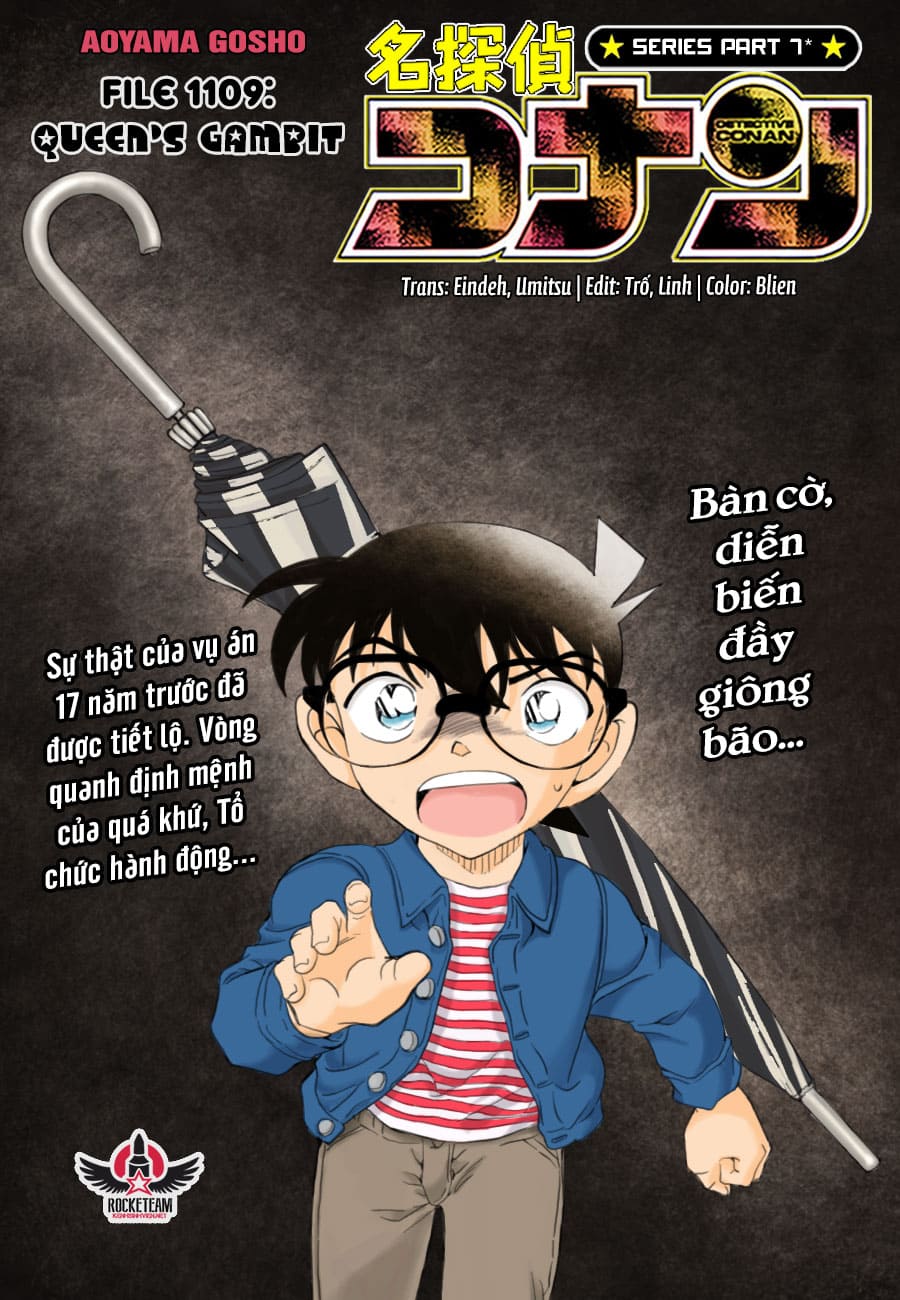 AOYAMA GOSHO
FILE 1109:
QUEEN'S GAMBIT
名探偵
★ SERIES PART 7* ★
コナン
DETECTIVE
CONAN
Trans: Eindeh, Umitsu | Edit: Trố, Linh | Color: Blien
Bàn cờ,
diễn
biến
đầy
giông
bão...
Sự thật của vụ án
17 năm trước đã
được tiết lộ. Vòng
quanh định mệnh
của quá khứ, Tổ
chức hành động...
ROCKETEAM
KENHSINHVIEN.NET